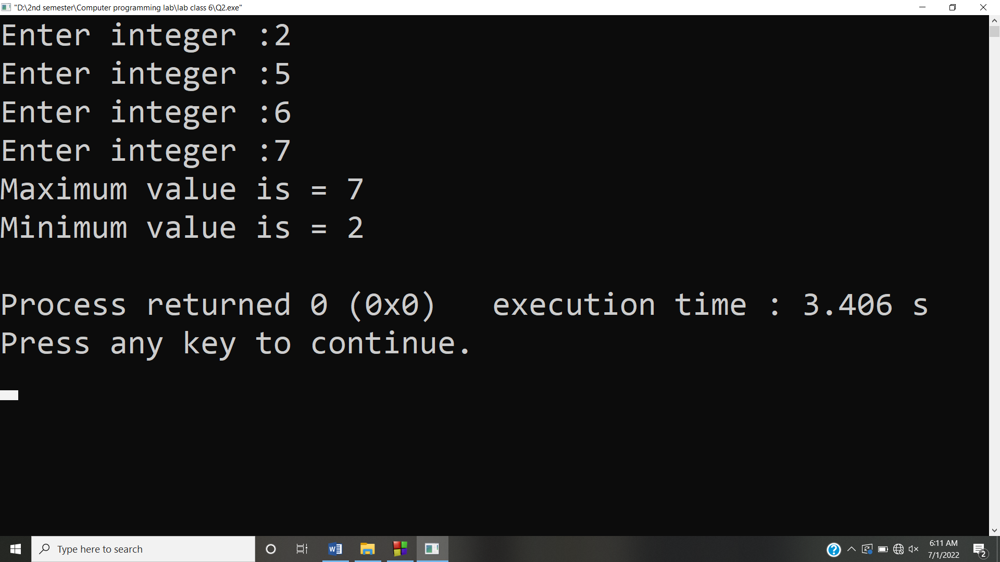 "D:\2nd semester\Computer programming lab\lab class 6\Q2.exe"
Enter integer :2
Enter integer :5
Enter integer :6
Enter integer :7
Maximum value is = 7
Minimum value is = 2
Process returned 0 (0x0)   execution time : 3.406 s
Press any key to continue.
Type here to search
W
?
6:11 AM
7/1/2022
2